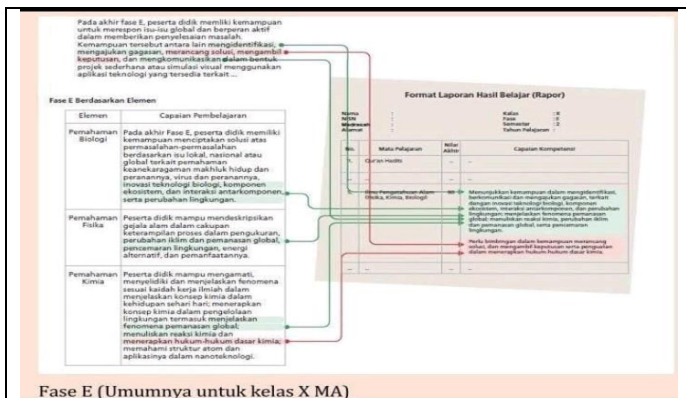 Pada akhir fase E, peserta didik memliki kemampuan
untuk merespon isu-isu global dan berperan aktif
dalam memberikan penyelesaian masalah.
Kemampuan tersebut antara lain mengidentifikasi,
mengajukan gagasan, merancang solusi, mengambil
keputusan, dan mengkomunikasikan dalam bentuk
projek sederhana atau simulasi visual menggunakan
aplikasi teknologi yang tersedia terkait ...
Fase E Berdasarkan Elemen
Elemen Capaian Pembelajaran
Pemahaman Biologi
Pada akhir Fase E, peserta didik memiliki
kemampuan menciptakan solusi atas
permasalahan-permasalahan
berdasarkan isu lokal, nasional atau
global terkait pemahaman
keanekaragaman makhluk hidup dan
peranannya, virus dan peranannya,
inovasi teknologi biologi, komponen
ekosistem, dan interaksi antarkomponen,
serta perubahan lingkungan.
Pemahaman Fisika
Peserta didik mampu mendeskripsikan
gejala alam dalam cakupan
keterampilan proses dalam pengukuran,
perubahan iklim dan pemanasan global,
pencemaran lingkungan, energi
alternatif, dan pemanfaatannya.
Pemahaman Kimia
Peserta didik mampu mengamati,
menyelidiki dan menjelaskan fenomena
sesuai kaidah kerja ilmiah dalam
menjelaskan konsep kimia dalam
kehidupan sehari hari; menerapkan
konsep kimia dalam pengelolaan
lingkungan termasuk menjelaskan
fenomena pemanasan global;
menuliskan reaksi kimia dan
menerapkan hukum-hukum dasar kimia;
memahami struktur atom dan
aplikasinya dalam nanoteknologi.
Format Laporan Hasil Belajar (Rapor)
Nama :
NISN :
Madrasah :
Alamat :
Kelas : X
Fase : E
Semester : 2
Tahun Pelajaran :
No. Mata Pelajaran Nilai Akhir Capaian Kompetensi
1. Qur'an Hadits ... ...
Ilmu Pengetahuan Alam
(Fisika, Kimia, Biologi)
Menunjukkan kemampuan dalam mengidentifikasi,
berkomunikasi dan mengajukan gagasan, terkait
dengan inovasi teknologi biologi, komponen
ekosistem, interaksi antarkomponen, dan perubahan
lingkungan; menjelaskan fenomena pemanasan
global; menuliskan reaksi kimia, perubahan iklim
dan pemanasan global, serta pencemaran
lingkungan.
Perlu bimbingan dalam kemampuan merancang
solusi, dan mengambil keputusan serta penguatan
dalam menerapkan hukum-hukum dasar kimia.
... ...
Fase E (Umumnya untuk kelas X MA)